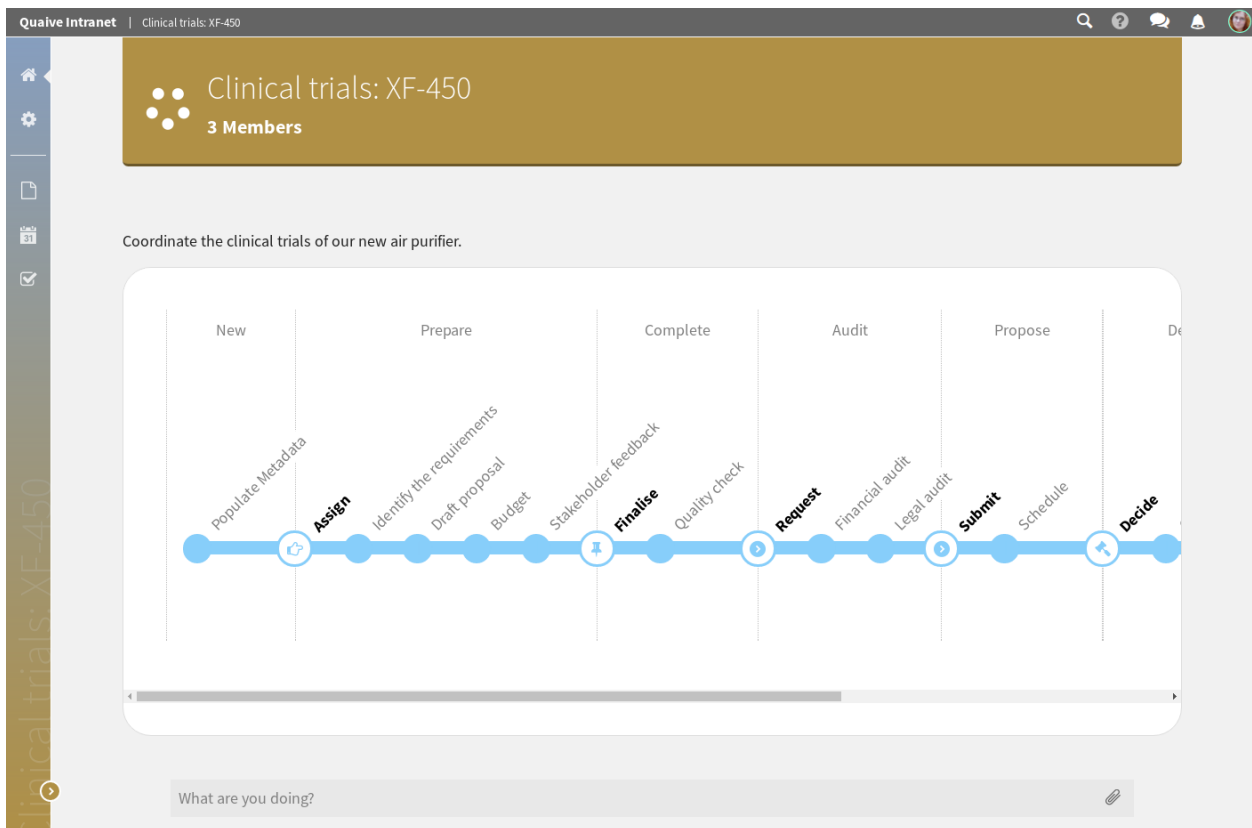 Quaive Intranet | Clinical trials: XF-450
Clinical trials: XF-450
3 Members
31
Coordinate the clinical trials of our new air purifier.
New
Prepare
Complete
Audit
Propose
Populate Metadata
Assign
Identify the requirements
Draft proposal
Budget
Stakeholder feedback
Finalise
Quality check
Request
Financial audit
Legal audit
Submit
Schedule
Decide
Clinical trials: XF-450
What are you doing?